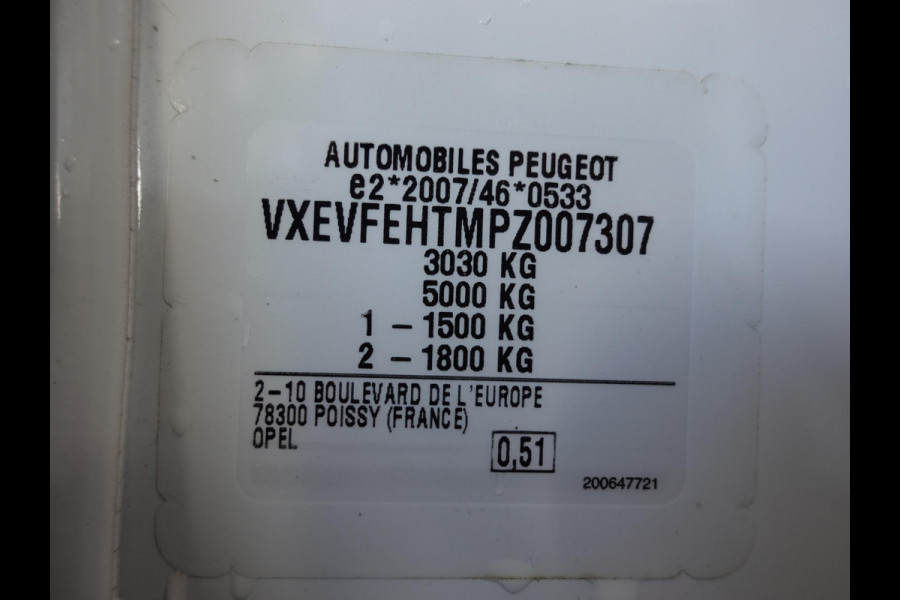 AUTOMOBILES PEUGEOT
e2*2007/46*0533
VXEVFEHTMPZ007307
3030 KG
5000 KG
1 – 1500 KG
2 – 1800 KG
2–10 BOULEVARD DE L'EUROPE
78300 POISSY (FRANCE)
OPEL
0,51
200647721